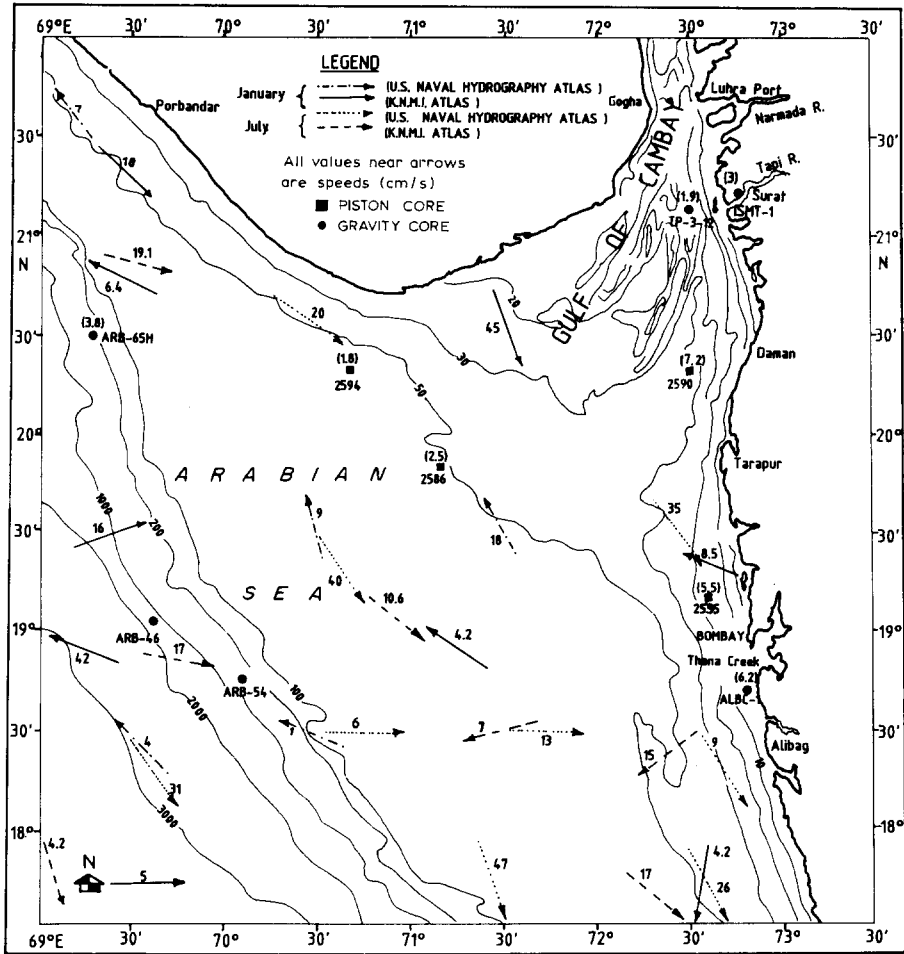 69°E 30' 70° 30' 71° 30' 72° 30' 73° 30'
LEGEND
January { (U.S. NAVAL HYDROGRAPHY ATLAS)
(K.N.M.I. ATLAS)
July { (U.S. NAVAL HYDROGRAPHY ATLAS)
(K.N.M.I. ATLAS)
All values near arrows
are speeds (cm/s)
PISTON CORE
GRAVITY CORE
Porbandar
Gogha
Luhra Port
Narmada R.
Tapi R.
Surat
(3)
ISMT-1
GULF OF CAMBAY
(1.9)
TP-3-12
7
18
30'
30'
21°
N
21°
N
19.1
6.4
20
45
20
30
50
(3.8)
ARB-65H
(1.8)
2594
(7.2)
2590
30'
30'
Daman
20°
20°
(2.5)
2586
Tarapur
ARABIAN
SEA
1000
200
16
9
40
18
35
8.5
30'
30'
10.6
4.2
(5.5)
2555
BOMBAY
19°
19°
ARB-46
17
42
ARB-54
Thana Creek
(6.2)
ALBL-1
100
2000
3000
6
7
13
15
9
30'
30'
Alibag
4
31
18°
18°
4.2
N
5
47
17
4.2
26
69°E 30' 70° 30' 71° 30' 72° 30' 73° 30'